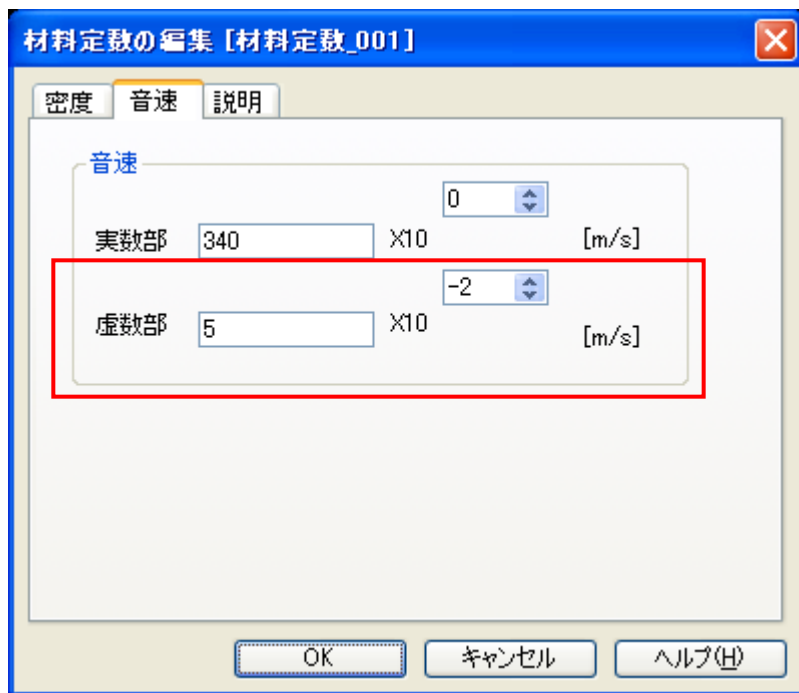 材料定数の編集 [材料定数_001]
密度 音速 説明
音速
0
実数部 340 X10 [m/s]
-2
虚数部 5 X10 [m/s]
OK キャンセル ヘルプ(H)